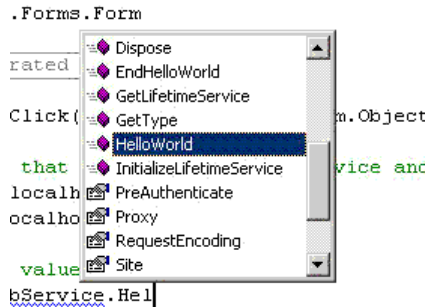 .Forms.Form
Dispose
rated
EndHelloWorld
GetLifetimeService
Click(
GetType
m.Object
HelloWorld
that
InitializeLifetimeService
vice and
localh
PreAuthenticate
ocalho
Proxy
RequestEncoding
value
Site
bService.Hel